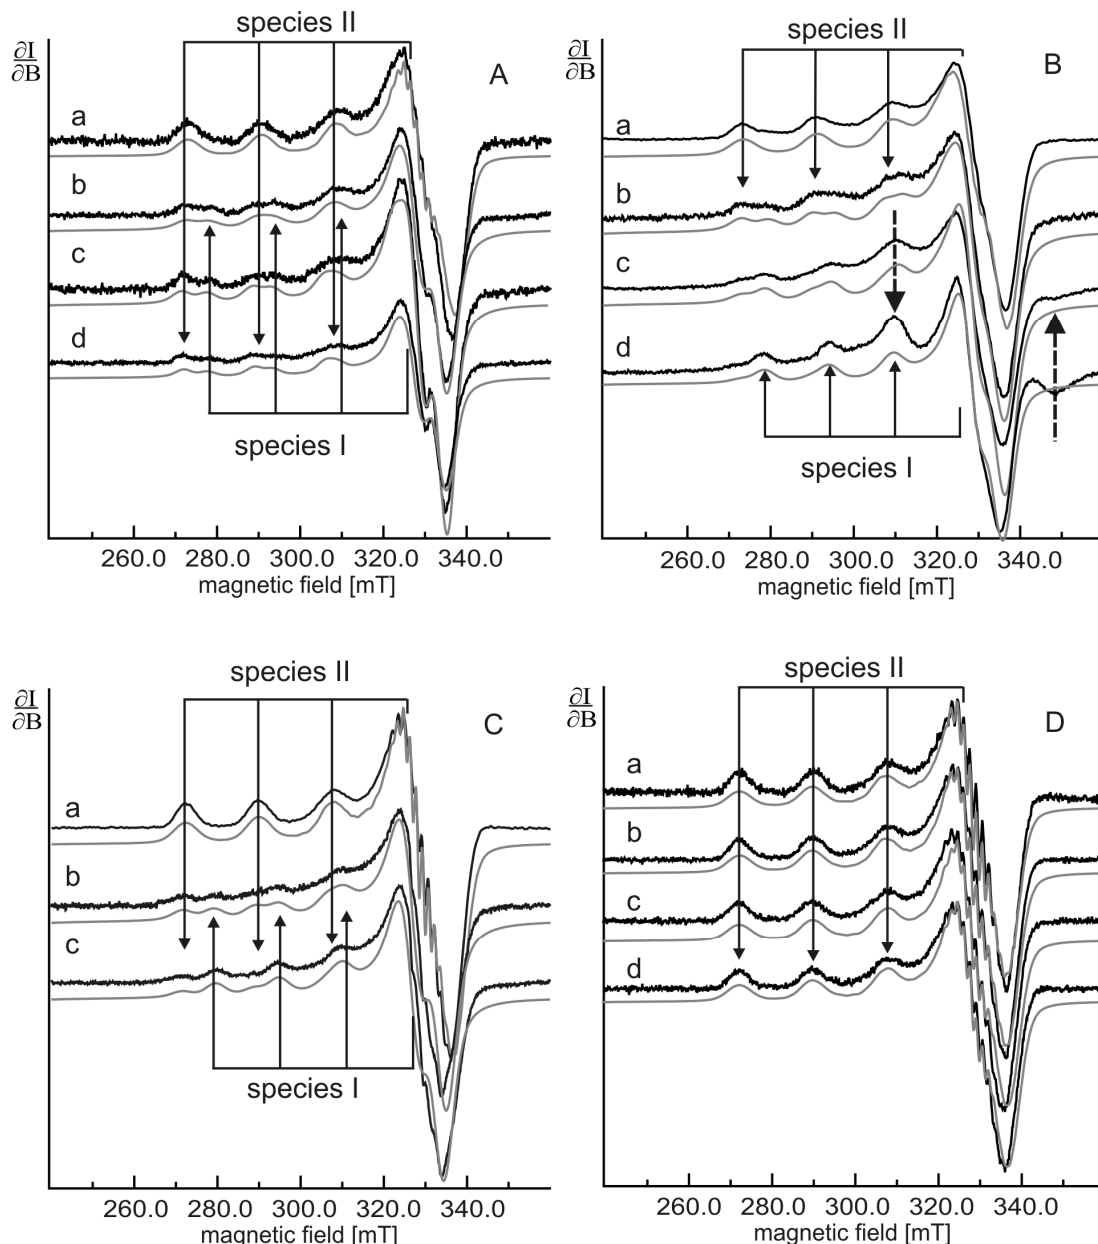 species II
∂I
∂B
A
a
b
c
d
species I
260.0 280.0 300.0 320.0 340.0
magnetic field [mT]
species II
∂I
∂B
B
a
b
c
d
species I
260.0 280.0 300.0 320.0 340.0
magnetic field [mT]
species II
∂I
∂B
C
a
b
c
species I
260.0 280.0 300.0 320.0 340.0
magnetic field [mT]
species II
∂I
∂B
D
a
b
c
d
260.0 280.0 300.0 320.0 340.0
magnetic field [mT]